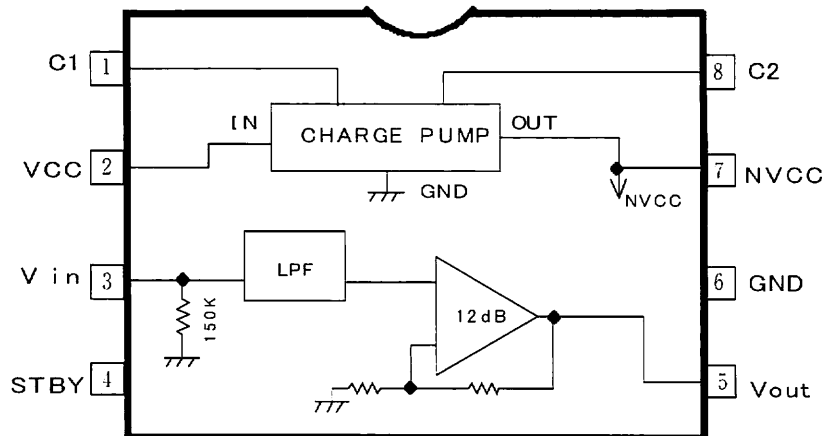 C1 1 8 C2
IN CHARGE PUMP OUT
VCC 2 7 NVCC
GND NVCC
Vin 3 LPF 6 GND
150K 12dB
STBY 4 5 Vout